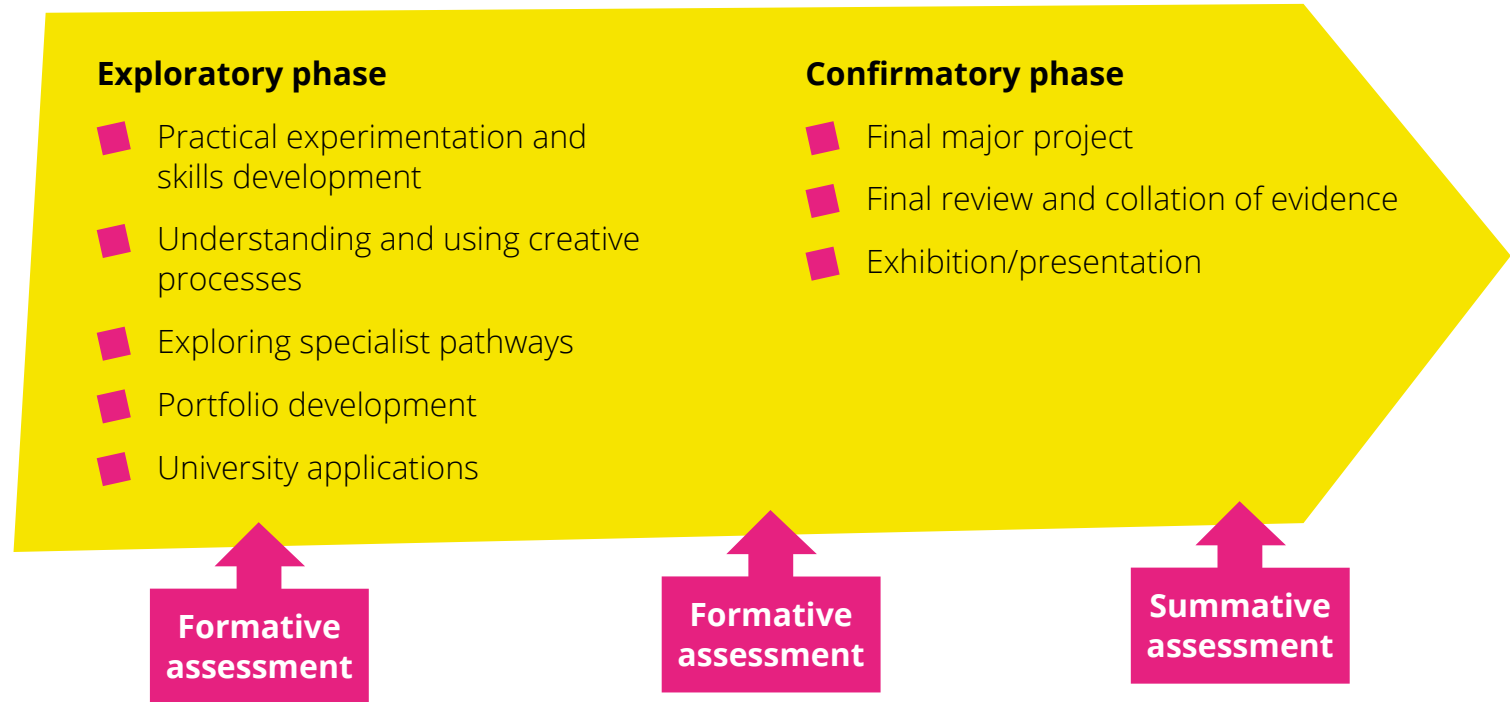 Exploratory phase
Practical experimentation and
skills development
Understanding and using creative
processes
Exploring specialist pathways
Portfolio development
University applications
Confirmatory phase
Final major project
Final review and collation of evidence
Exhibition/presentation
Formative
assessment
Formative
assessment
Summative
assessment